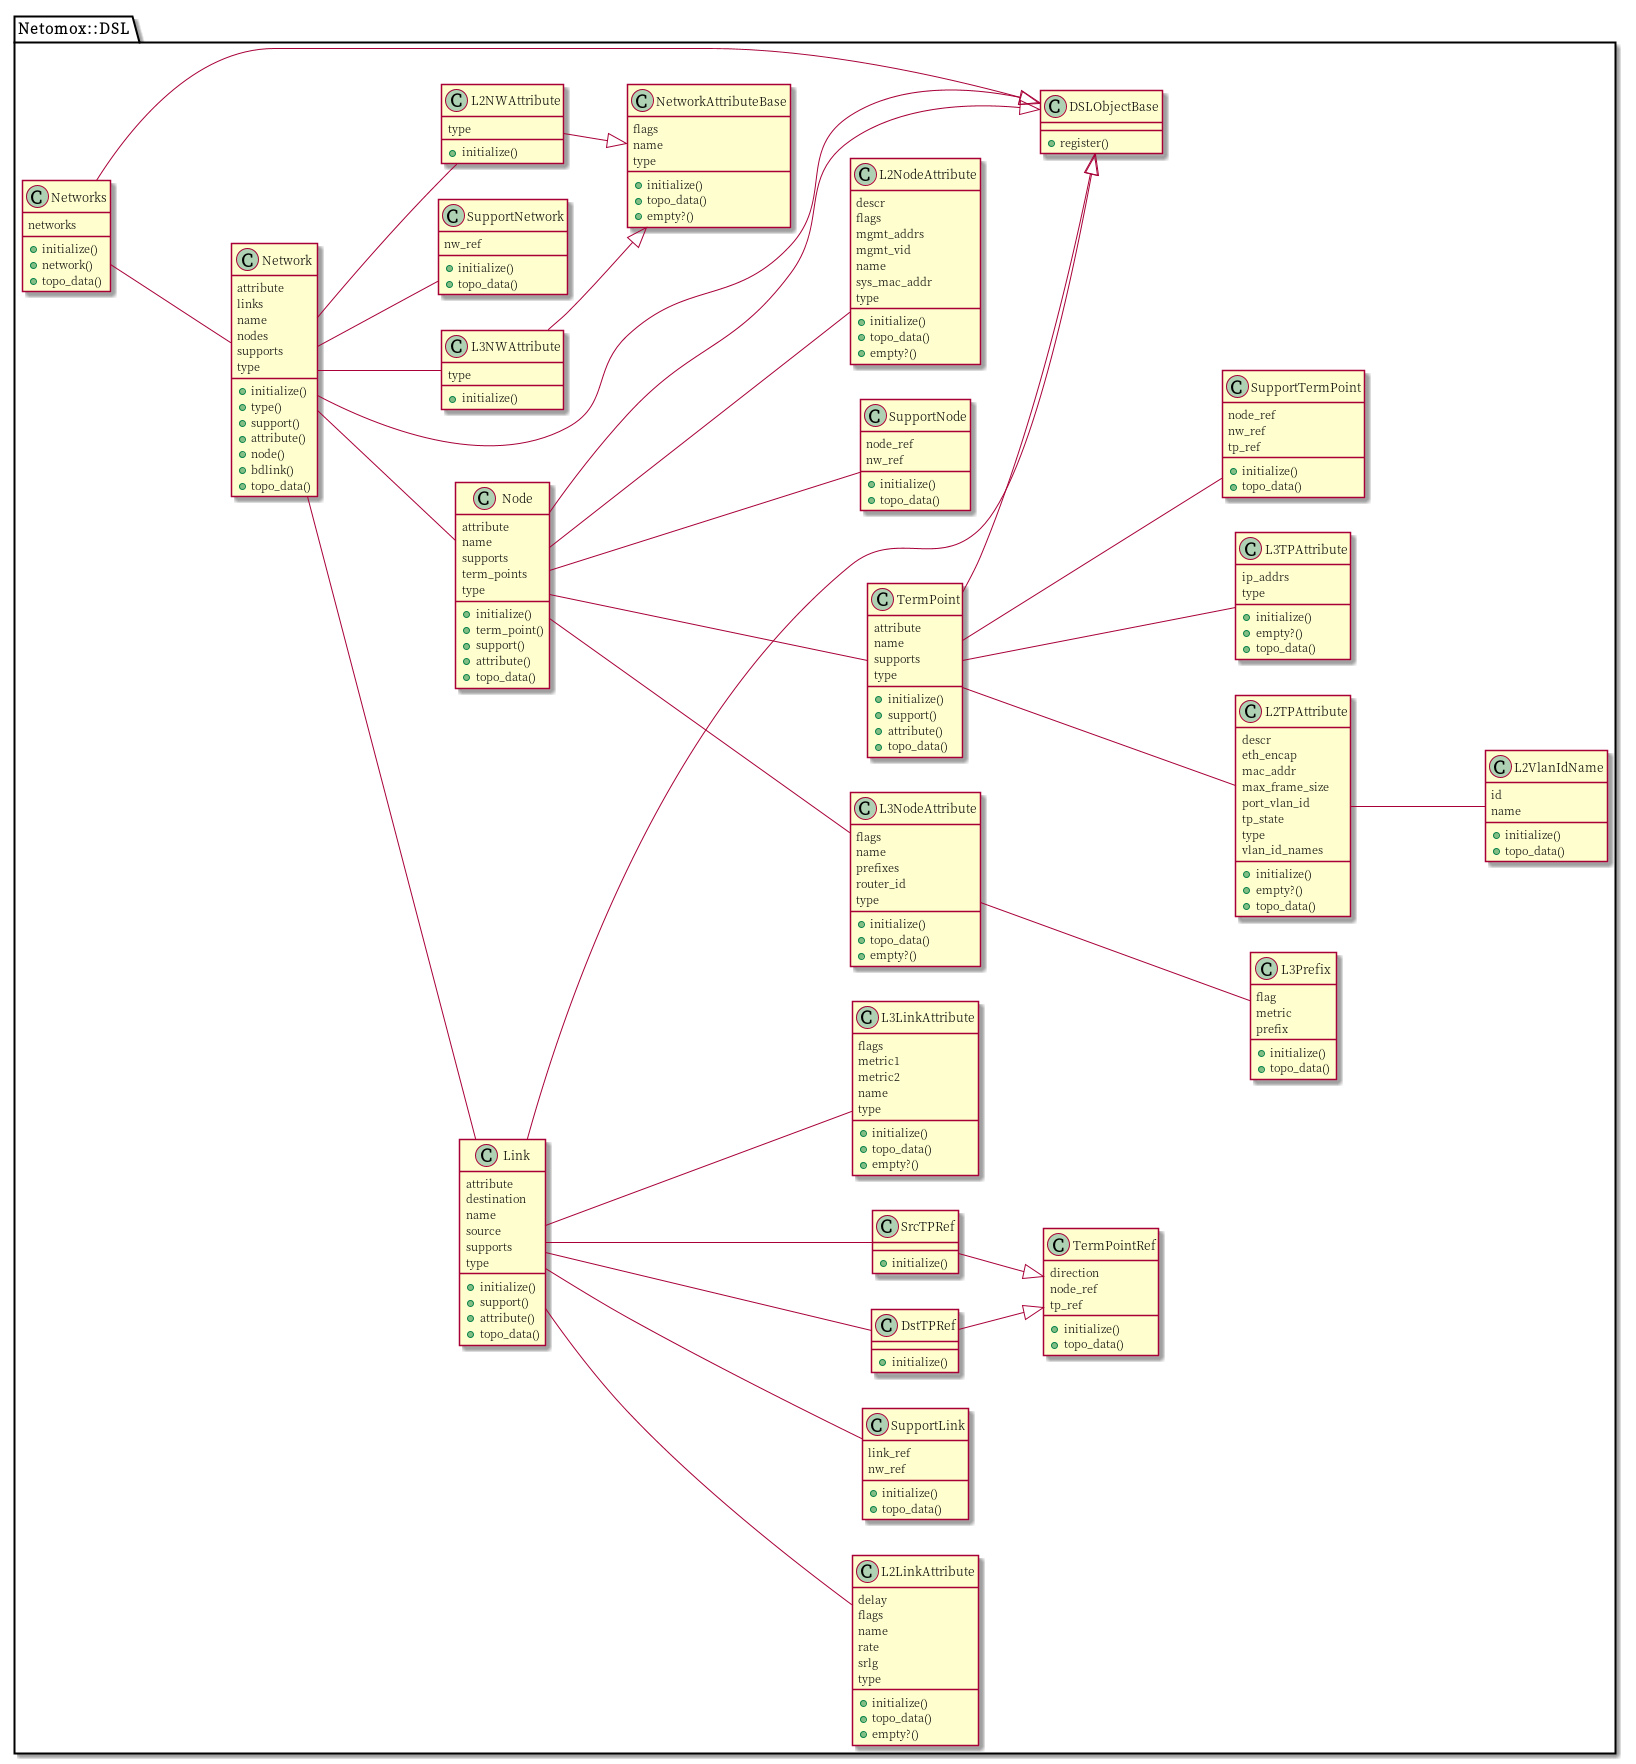 Netomox::DSL
C Networks
networks
initialize()
network()
topo_data()
C Network
attribute
links
name
nodes
supports
type
initialize()
type()
support()
attribute()
node()
bdlink()
topo_data()
C L2NWAttribute
type
initialize()
C SupportNetwork
nw_ref
initialize()
topo_data()
C L3NWAttribute
type
initialize()
C NetworkAttributeBase
flags
name
type
initialize()
topo_data()
empty?()
C DSLObjectBase
register()
C Node
attribute
name
supports
term_points
type
initialize()
term_point()
support()
attribute()
topo_data()
C L2NodeAttribute
descr
flags
mgmt_addrs
mgmt_vid
name
sys_mac_addr
type
initialize()
topo_data()
empty?()
C SupportNode
node_ref
nw_ref
initialize()
topo_data()
C TermPoint
attribute
name
supports
type
initialize()
support()
attribute()
topo_data()
C SupportTermPoint
node_ref
nw_ref
tp_ref
initialize()
topo_data()
C L3TPAttribute
ip_addrs
type
initialize()
empty?()
topo_data()
C L2TPAttribute
descr
eth_encap
mac_addr
max_frame_size
port_vlan_id
tp_state
type
vlan_id_names
initialize()
empty?()
topo_data()
C L2VlanIdName
id
name
initialize()
topo_data()
C L3NodeAttribute
flags
name
prefixes
router_id
type
initialize()
topo_data()
empty?()
C L3Prefix
flag
metric
prefix
initialize()
topo_data()
C Link
attribute
destination
name
source
supports
type
initialize()
support()
attribute()
topo_data()
C L3LinkAttribute
flags
metric1
metric2
name
type
initialize()
topo_data()
empty?()
C SrcTPRef
initialize()
C DstTPRef
initialize()
C TermPointRef
direction
node_ref
tp_ref
initialize()
topo_data()
C SupportLink
link_ref
nw_ref
initialize()
topo_data()
C L2LinkAttribute
delay
flags
name
rate
srlg
type
initialize()
topo_data()
empty?()